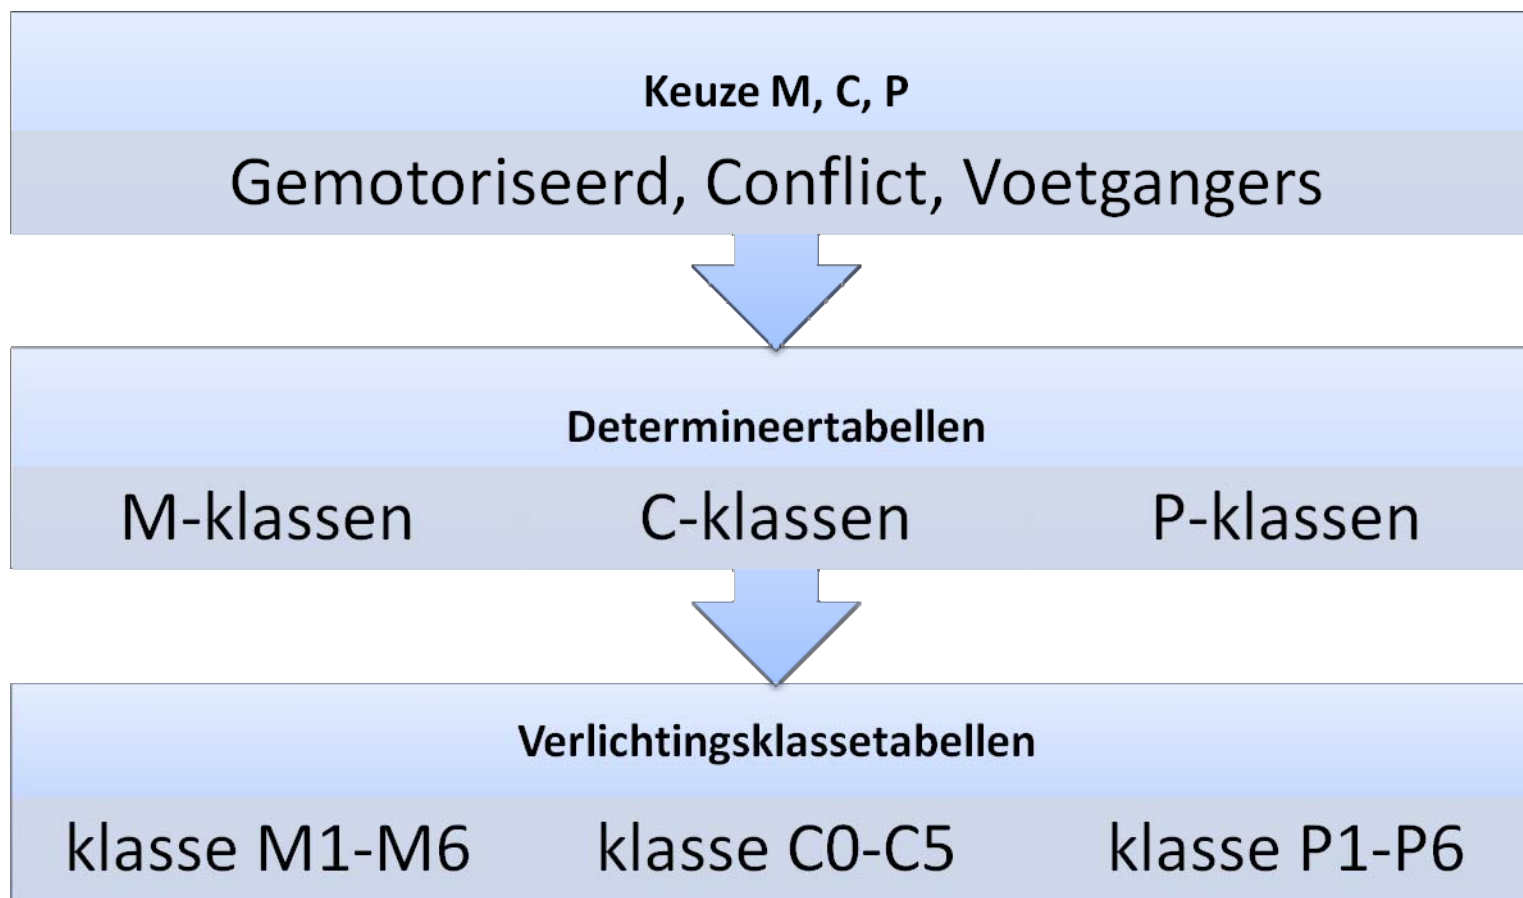 Keuze M, C, P
Gemotoriseerd, Conflict, Voetgangers
Determineertabellen
M-klassen C-klassen P-klassen
Verlichtingsklassetabellen
klasse M1-M6 klasse C0-C5 klasse P1-P6